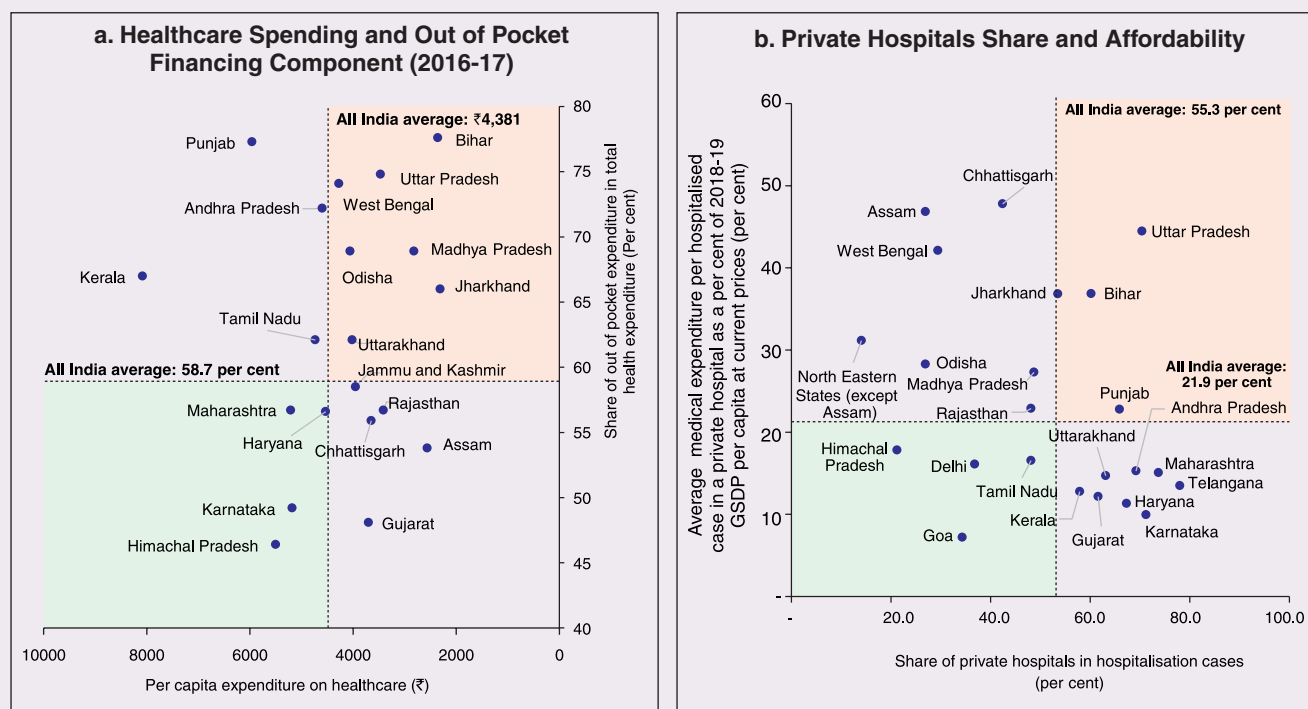 a. Healthcare Spending and Out of Pocket
Financing Component (2016-17)
80
75
70
65
60
55
50
45
40
Share of out of pocket expenditure in total
health expenditure (Per cent)
All India average: ₹4,381
Punjab
Bihar
Uttar Pradesh
West Bengal
Andhra Pradesh
Madhya Pradesh
Odisha
Kerala
Jharkhand
Tamil Nadu
Uttarakhand
All India average: 58.7 per cent
Jammu and Kashmir
Maharashtra
Rajasthan
Haryana
Chhattisgarh
Assam
Karnataka
Gujarat
Himachal Pradesh
10000
8000
6000
4000
2000
0
Per capita expenditure on healthcare (₹)
b. Private Hospitals Share and Affordability
Average medical expenditure per hospitalised
case in a private hospital as a per cent of 2018-19
GSDP per capita at current prices (per cent)
60
50
40
30
20
10
-
All India average: 55.3 per cent
Chhattisgarh
Assam
Uttar Pradesh
West Bengal
Jharkhand
Bihar
North Eastern
States (except
Assam)
Odisha
Madhya Pradesh
Rajasthan
All India average:
21.9 per cent
Punjab
Andhra Pradesh
Uttarakhand
Himachal
Pradesh
Delhi
Tamil Nadu
Maharashtra
Telangana
Kerala
Haryana
Gujarat
Karnataka
Goa
-
20.0
40.0
60.0
80.0
100.0
Share of private hospitals in hospitalisation cases
(per cent)